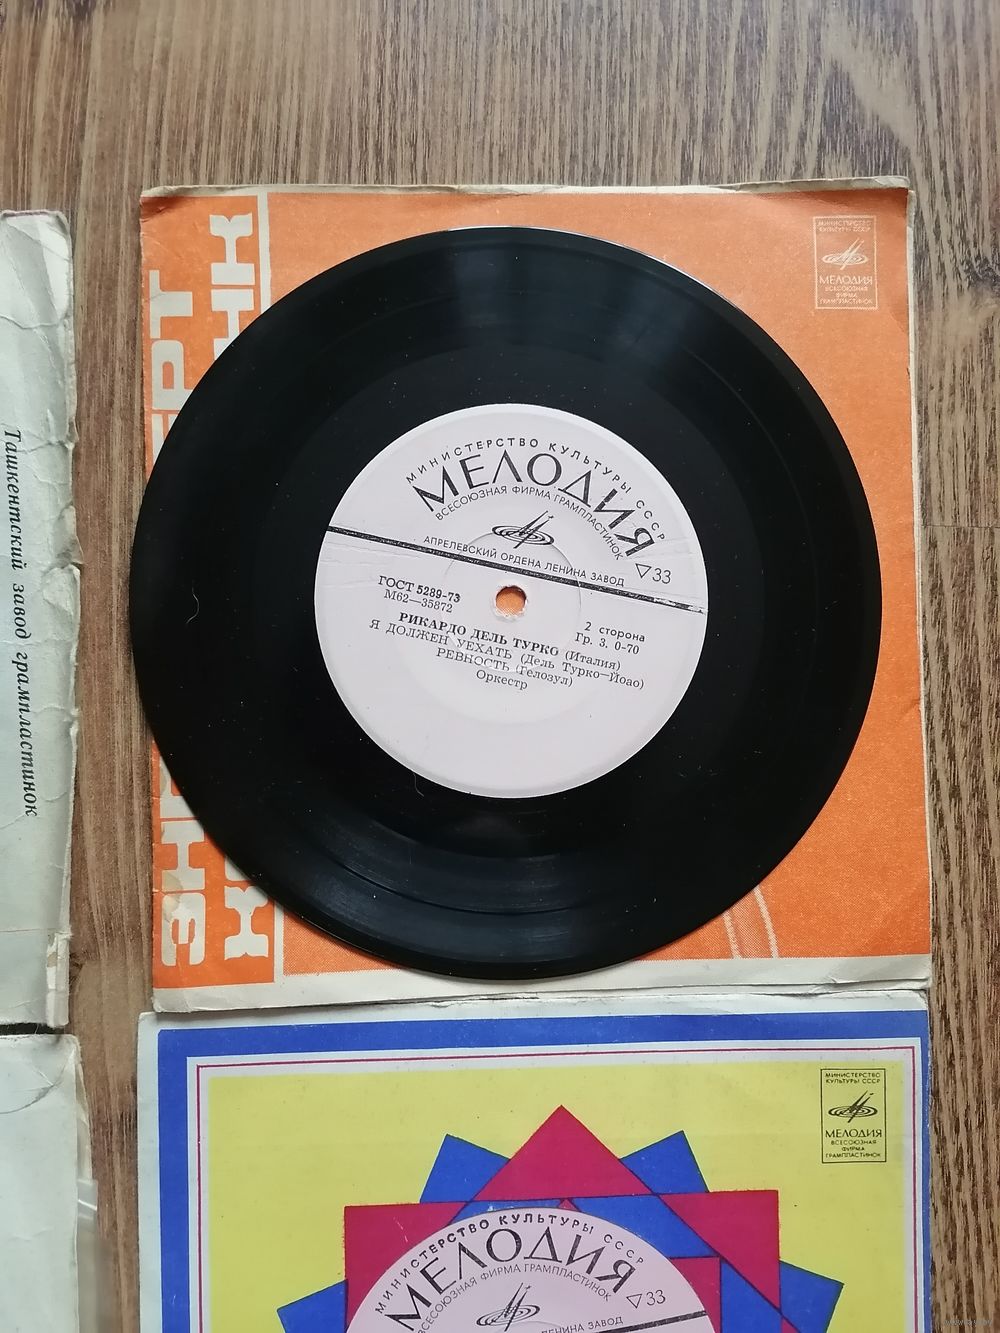 Ташкентский завод грампластинок
МИНИСТЕРСТВО
КУЛЬТУРЫ СССР
МЕЛОДИЯ
ВСЕСОЮЗНАЯ
ФИРМА
ГРАМПЛАСТИНОК
МИНИСТЕРСТВО КУЛЬТУРЫ СССР
МЕЛОДИЯ
ВСЕСОЮЗНАЯ ФИРМА ГРАМПЛАСТИНОК
АПРЕЛЕВСКИЙ ОРДЕНА ЛЕНИНА ЗАВОД
33
ГОСТ 5289-73
М62—35872
2 сторона
Гр. 3. 0-70
РИКАРДО ДЕЛЬ ТУРКО (Италия)
Я ДОЛЖЕН УЕХАТЬ (Дель Турко—Йоао)
РЕВНОСТЬ (Гелозул)
Оркестр
МИНИСТЕРСТВО
КУЛЬТУРЫ СССР
МЕЛОДИЯ
ВСЕСОЮЗНАЯ
ФИРМА
ГРАМПЛАСТИНОК
МИНИСТЕРСТВО КУЛЬТУРЫ СССР
МЕЛОДИЯ
ВСЕСОЮЗНАЯ ФИРМА ГРАМПЛАСТИНОК
33
ЛЕНИНА ЗАВОД